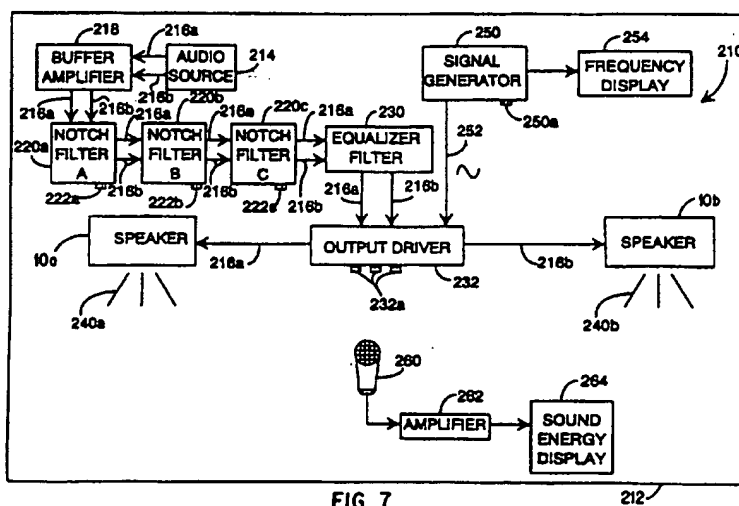 218
216a
BUFFER
AMPLIFIER
AUDIO
SOURCE
214
216b
250
SIGNAL
GENERATOR
250a
254
FREQUENCY
DISPLAY
210
216a
216b
216a
220b
216a
220c
216a
230
220a
NOTCH
FILTER
A
NOTCH
FILTER
B
NOTCH
FILTER
C
EQUALIZER
FILTER
252
222a
216b
222b
216b
222c
216b
216a
216b
10a
SPEAKER
216a
OUTPUT DRIVER
216b
10b
SPEAKER
240a
232a
232
240b
260
262
AMPLIFIER
264
SOUND
ENERGY
DISPLAY
FIG 7
212